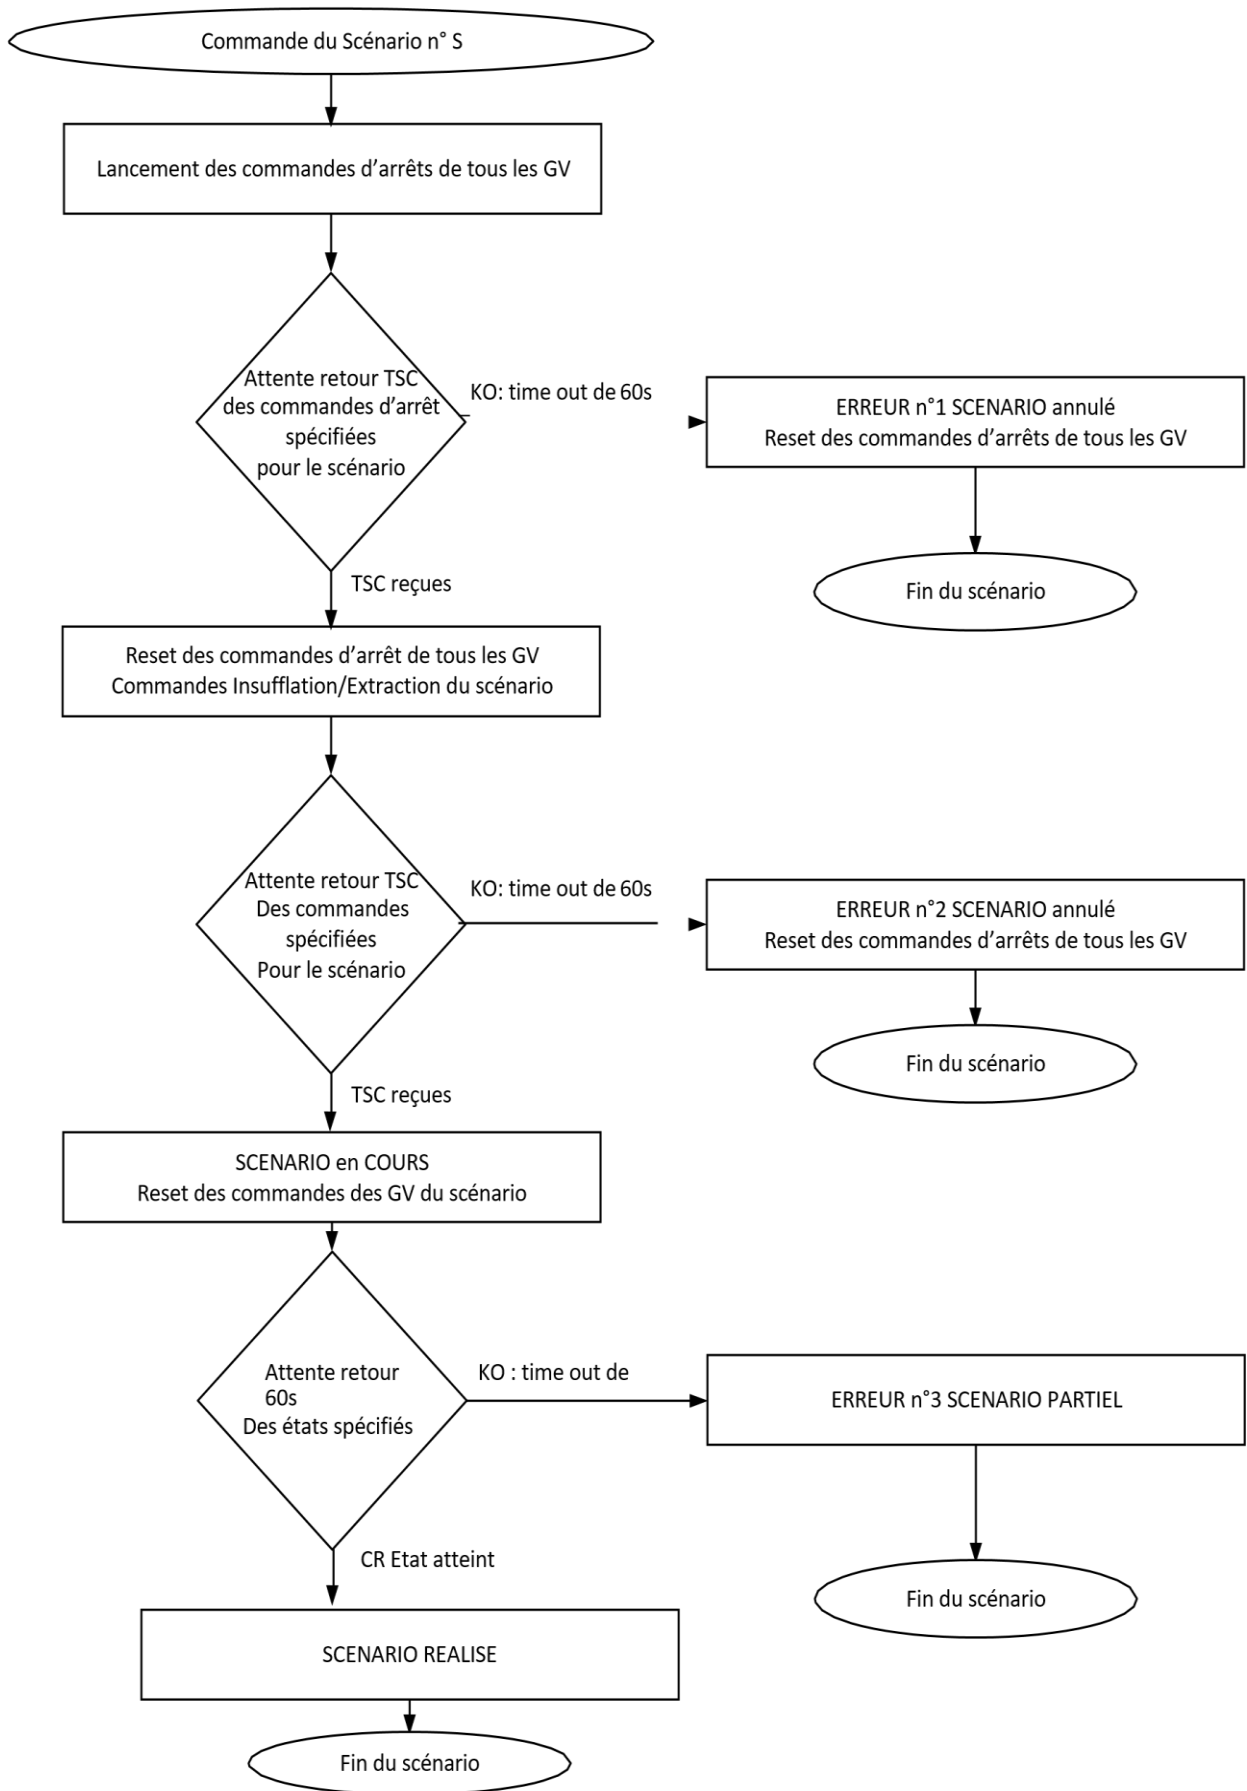 Commande du Scénario n° S
Lancement des commandes d’arrêts de tous les GV
Attente retour TSC
des commandes d’arrêt
spécifiées
pour le scénario
KO: time out de 60s
ERREUR n°1 SCENARIO annulé
Reset des commandes d’arrêts de tous les GV
Fin du scénario
TSC reçues
Reset des commandes d’arrêt de tous les GV
Commandes Insufflation/Extraction du scénario
Attente retour TSC
Des commandes
spécifiées
Pour le scénario
KO: time out de 60s
ERREUR n°2 SCENARIO annulé
Reset des commandes d’arrêts de tous les GV
Fin du scénario
TSC reçues
SCENARIO en COURS
Reset des commandes des GV du scénario
Attente retour
60s
Des états spécifiés
KO : time out de
ERREUR n°3 SCENARIO PARTIEL
Fin du scénario
CR Etat atteint
SCENARIO REALISE
Fin du scénario